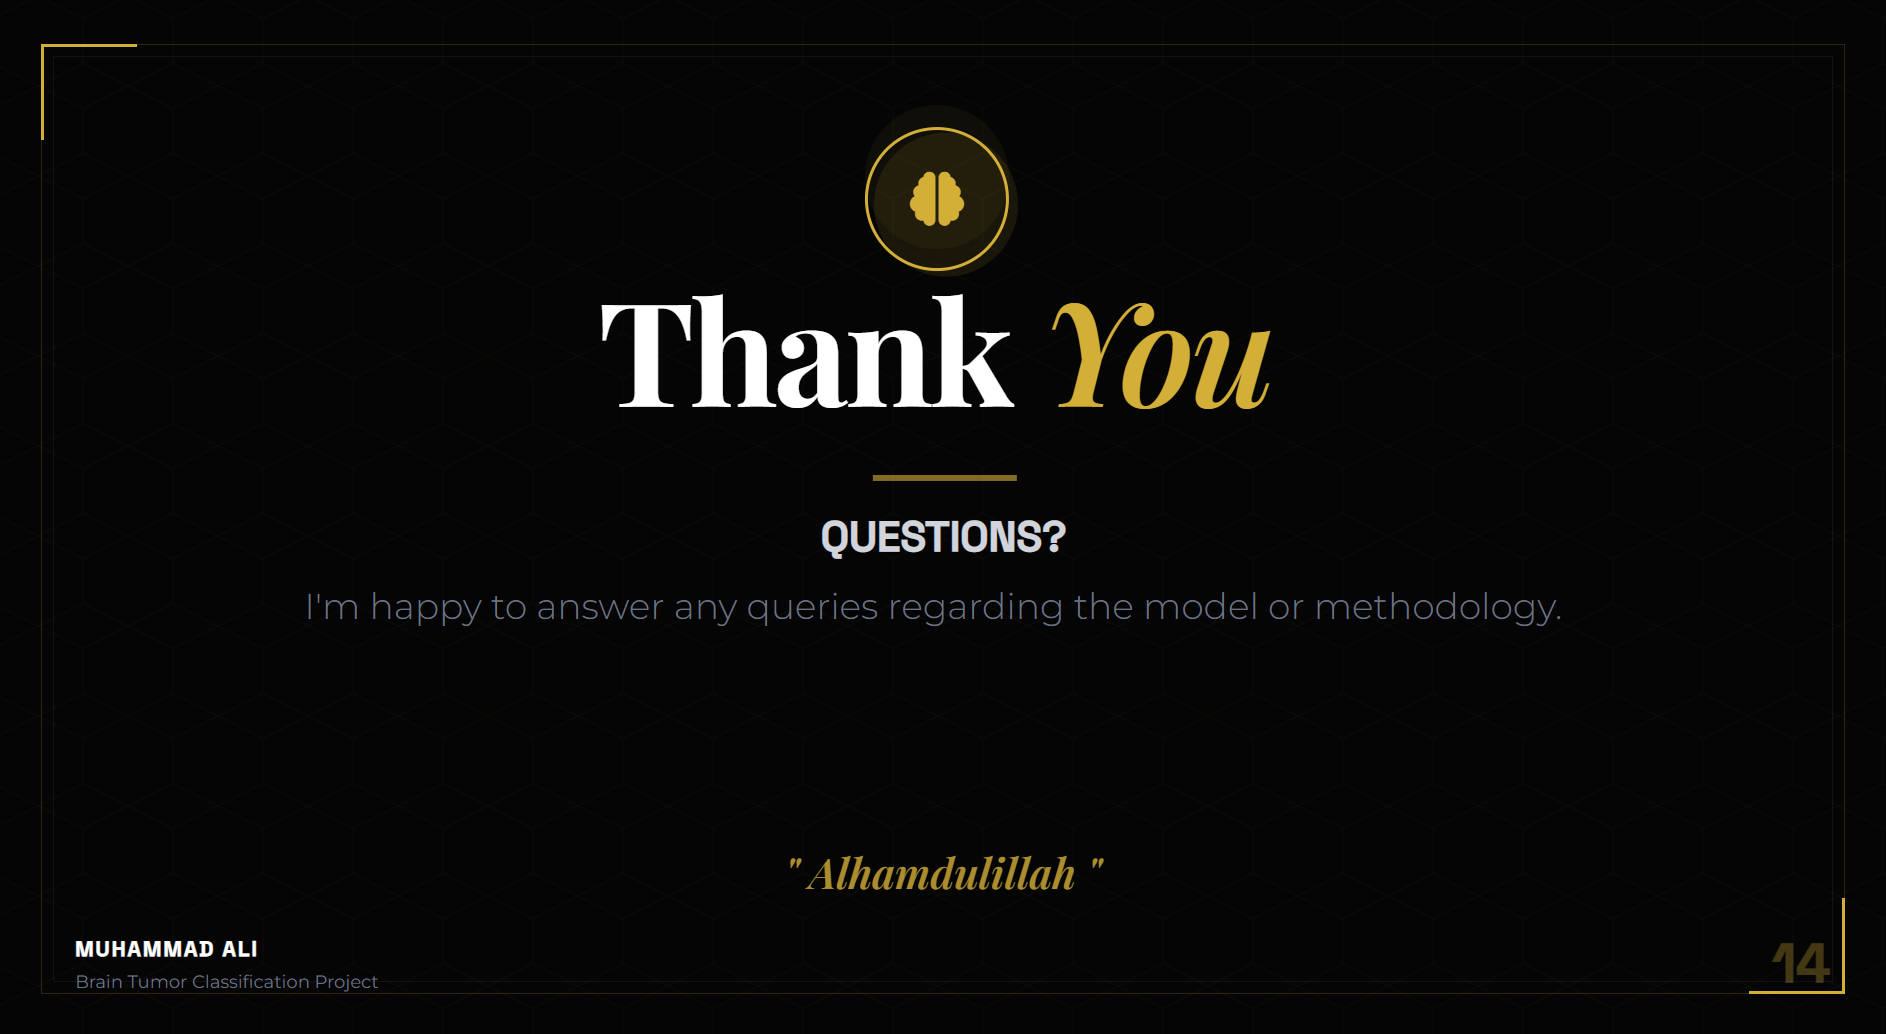 Thank You
QUESTIONS?
I'm happy to answer any queries regarding the model or methodology.
" Alhamdulillah "
MUHAMMAD ALI
Brain Tumor Classification Project
14